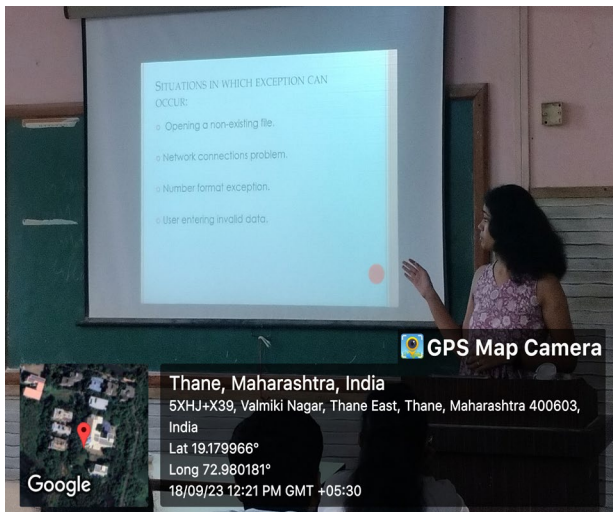 SITUATIONS IN WHICH EXCEPTION CAN
OCCUR:
Opening a non-existing file.
Network connections problem.
Number format exception.
User entering invalid data.
GPS Map Camera
Thane, Maharashtra, India
5XHJ+X39, Valmiki Nagar, Thane East, Thane, Maharashtra 400603,
India
Lat 19.179966°
Long 72.980181°
18/09/23 12:21 PM GMT +05:30
Google